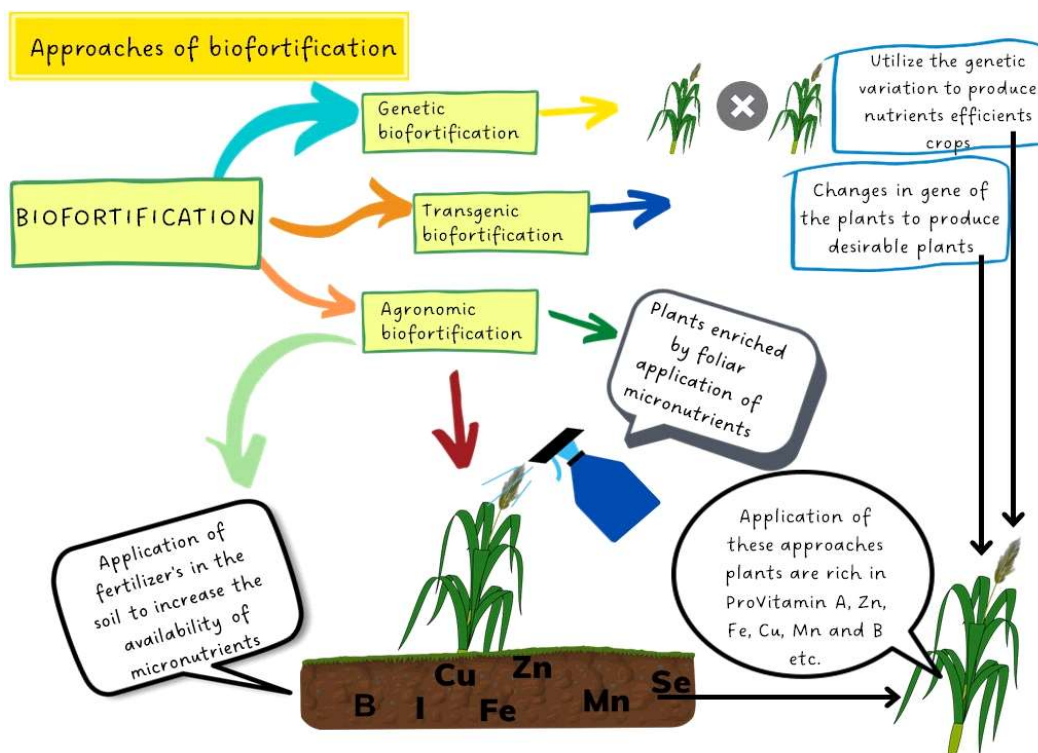 Approaches of biofortification
Genetic
biofortification
Utilize the genetic
variation to produce
nutrients efficients
crops
BIOFORTIFICATION
Transgenic
biofortification
Changes in gene of
the plants to produce
desirable plants
Agronomic
biofortification
Plants enriched
by foliar
application of
micronutrients
Application of
fertilizer's in the
soil to increase the
availability of
micronutrients
Application of
these approaches
plants are rich in
ProVitamin A, Zn,
Fe, Cu, Mn and B
etc.
Cu
Zn
Se
B
I
Fe
Mn